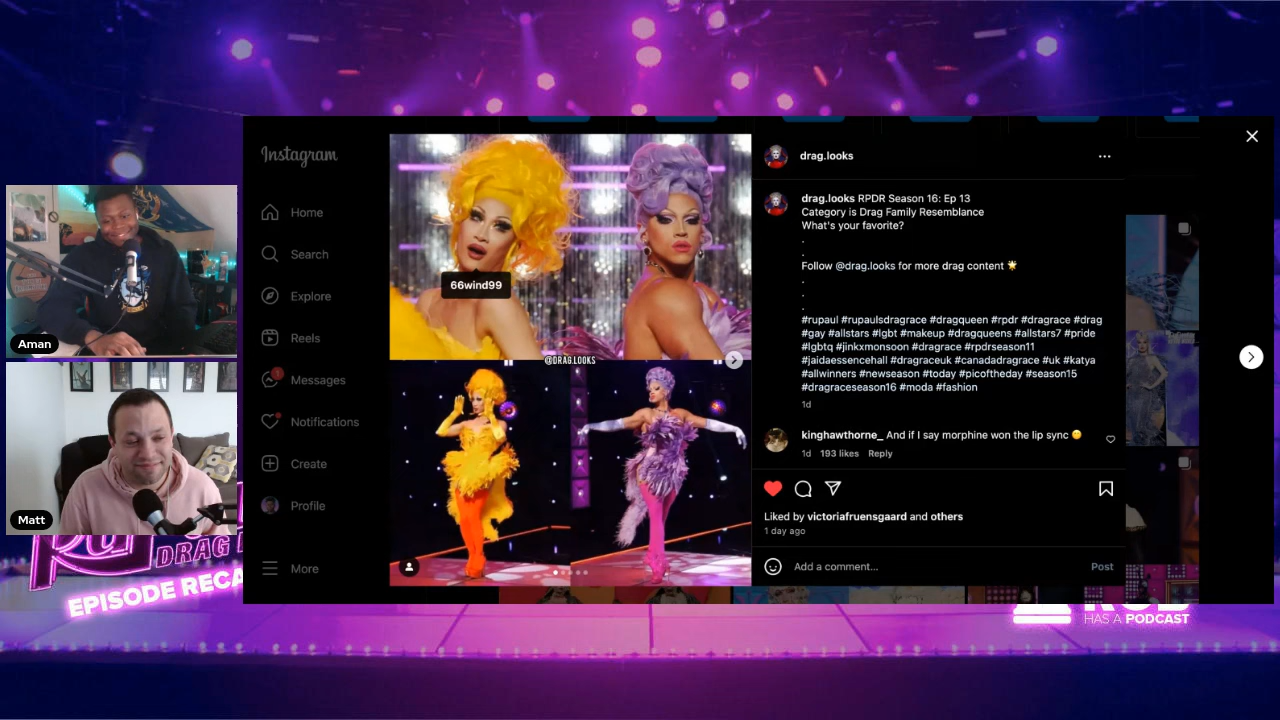 Aman
Matt
DRAG
EPISODE RECA
Instagram
Home
Search
Explore
Reels
1
Messages
Notifications
Create
Profile
More
66wind99
@DRAG.LOOKS
drag.looks
drag.looks RPDR Season 16: Ep 13
Category is Drag Family Resemblance
What's your favorite?
.
.
Follow @drag.looks for more drag content 🌟
.
.
.
#rupaul #rupaulsdragrace #dragqueen #rpdr #dragrace #drag
#gay #allstars #lgbt #makeup #dragqueens #allstars7 #pride
#lgbtq #jinkxmonsoon #dragrace #rpdrseason11
#jaidaessencehall #dragraceuk #canadadragrace #uk #katya
#allwinners #newseason #today #picoftheday #season15
#dragraceseason16 #moda #fashion
1d
kinghawthorne_ And if I say morphine won the lip sync 🤭
1d 193 likes Reply
Liked by victoriafruensgaard and others
1 day ago
Add a comment...
Post
HAS A PODCAST